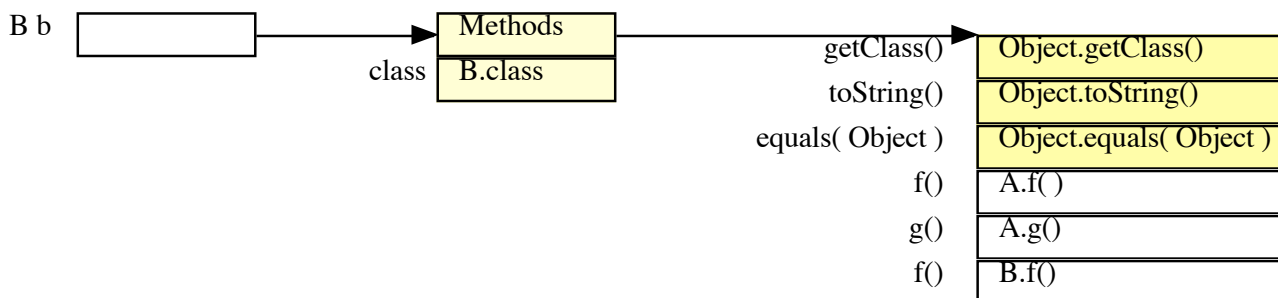 B b
Methods
class B.class
getClass() Object.getClass()
toString() Object.toString()
equals( Object ) Object.equals( Object )
f() A.f( )
g() A.g()
f() B.f()